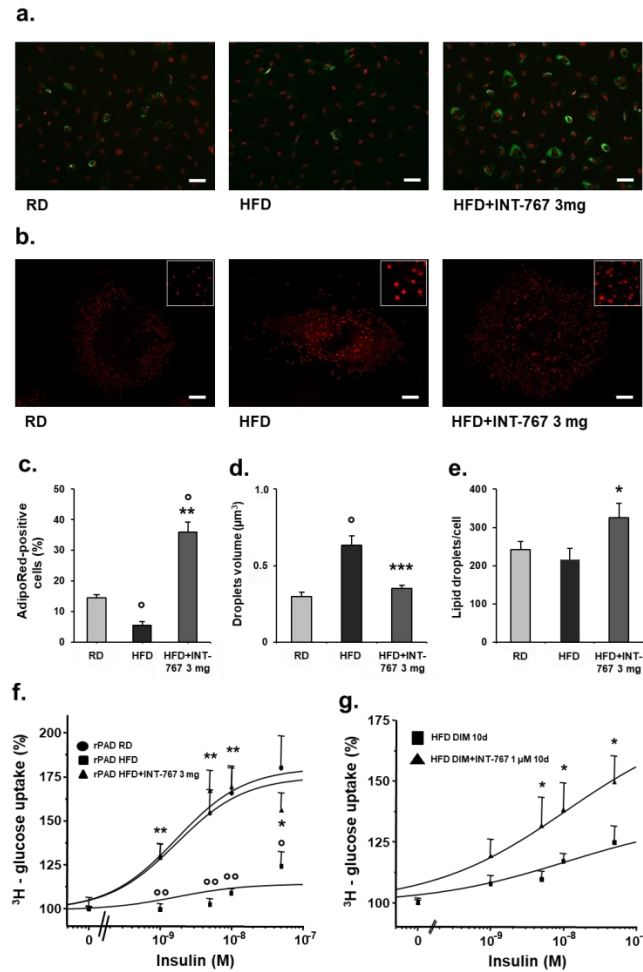 a.
RD HFD HFD+INT-767 3mg
b.
RD HFD HFD+INT-767 3 mg
c. d. e.
AdipoRed-positive
cells (%)
50
40
30
20
10
0
°
**
°
RD HFD HFD+INT-
767 3 mg
Droplets volume (µm³)
1.0
0.5
0
°
***
RD HFD HFD+INT-
767 3 mg
Lipid droplets/cell
400
300
200
100
0
*
RD HFD HFD+INT-
767 3 mg
f. g.
³H - glucose uptake (%)
200
175
150
125
100
rPAD RD
rPAD HFD
rPAD HFD+INT-767 3 mg
**
**
**
*
*
°
°°
°°
°°
0 10⁻⁹ 10⁻⁸ 10⁻⁷
Insulin (M)
³H - glucose uptake (%)
175
150
125
100
HFD DIM 10d
HFD DIM+INT-767 1 µM 10d
*
*
*
0 10⁻⁹ 10⁻⁸
Insulin (M)